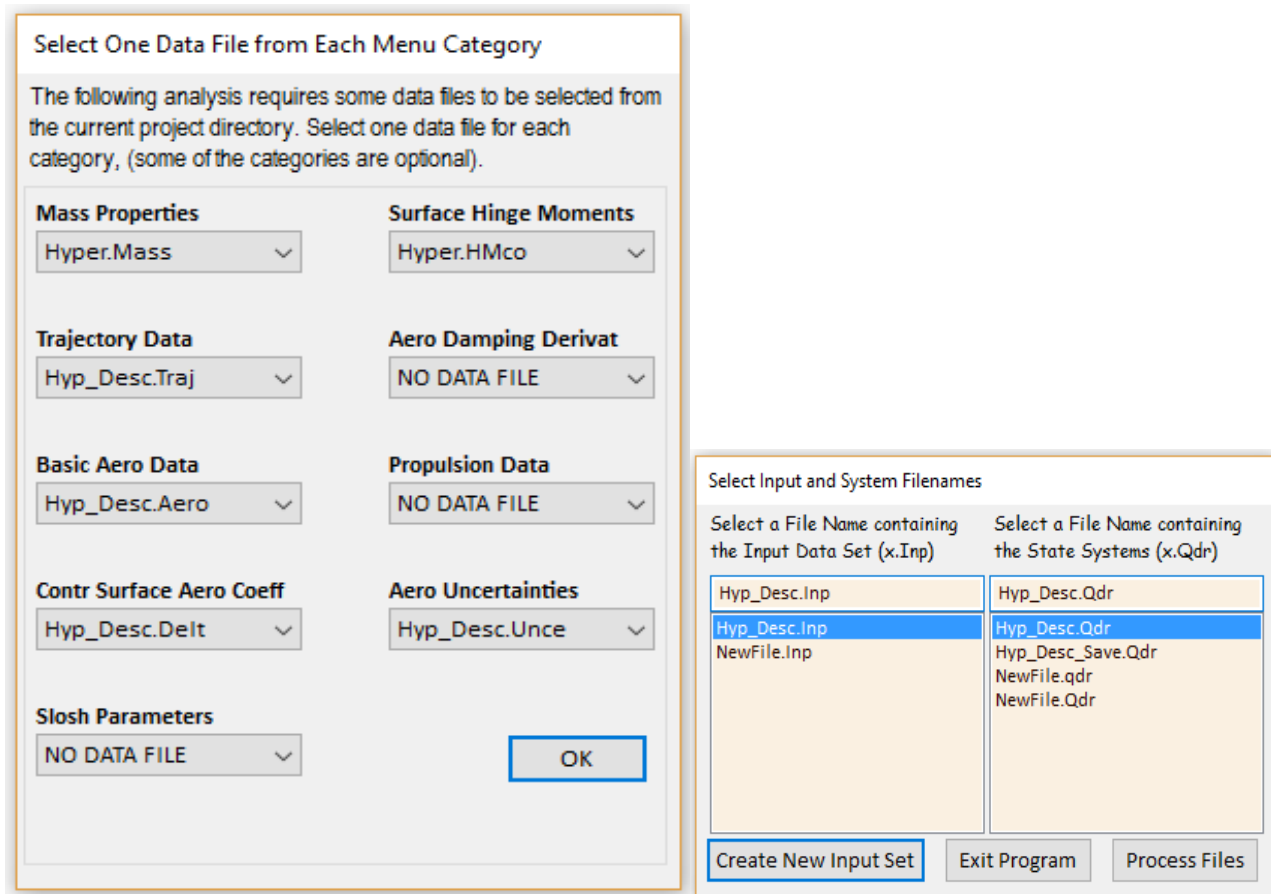 Select One Data File from Each Menu Category
The following analysis requires some data files to be selected from
the current project directory. Select one data file for each
category, (some of the categories are optional).
Mass Properties
Hyper.Mass
Surface Hinge Moments
Hyper.HMco
Trajectory Data
Hyp_Desc.Traj
Aero Damping Derivat
NO DATA FILE
Basic Aero Data
Hyp_Desc.Aero
Propulsion Data
NO DATA FILE
Contr Surface Aero Coeff
Hyp_Desc.Delt
Aero Uncertainties
Hyp_Desc.Unce
Slosh Parameters
NO DATA FILE
OK
Select Input and System Filenames
Select a File Name containing
the Input Data Set (x.Inp)
Hyp_Desc.Inp
Hyp_Desc.Inp
NewFile.Inp
Select a File Name containing
the State Systems (x.Qdr)
Hyp_Desc.Qdr
Hyp_Desc.Qdr
Hyp_Desc_Save.Qdr
NewFile.qdr
NewFile.Qdr
Create New Input Set
Exit Program
Process Files